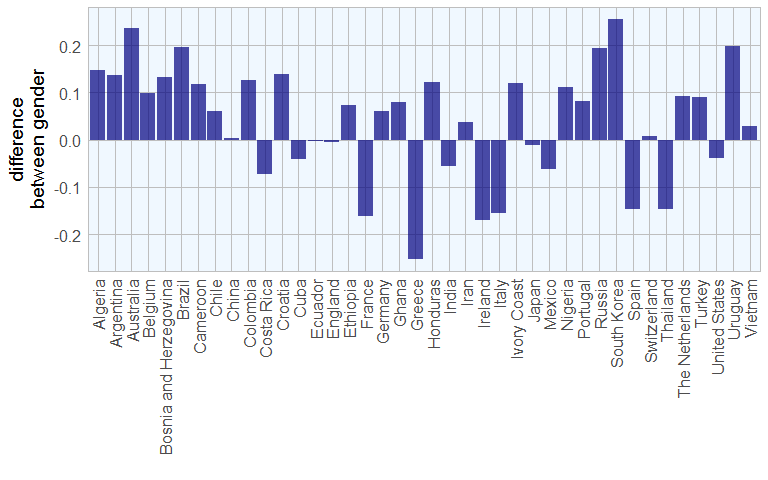 difference
between gender
0.2
0.1
0.0
-0.1
-0.2
Algeria
Argentina
Australia
Belgium
Bosnia and Herzegovina
Brazil
Cameroon
Chile
China
Colombia
Costa Rica
Croatia
Cuba
Ecuador
England
Ethiopia
France
Germany
Ghana
Greece
Honduras
India
Iran
Ireland
Italy
Ivory Coast
Japan
Mexico
Nigeria
Portugal
Russia
South Korea
Spain
Switzerland
Thailand
The Netherlands
Turkey
United States
Uruguay
Vietnam